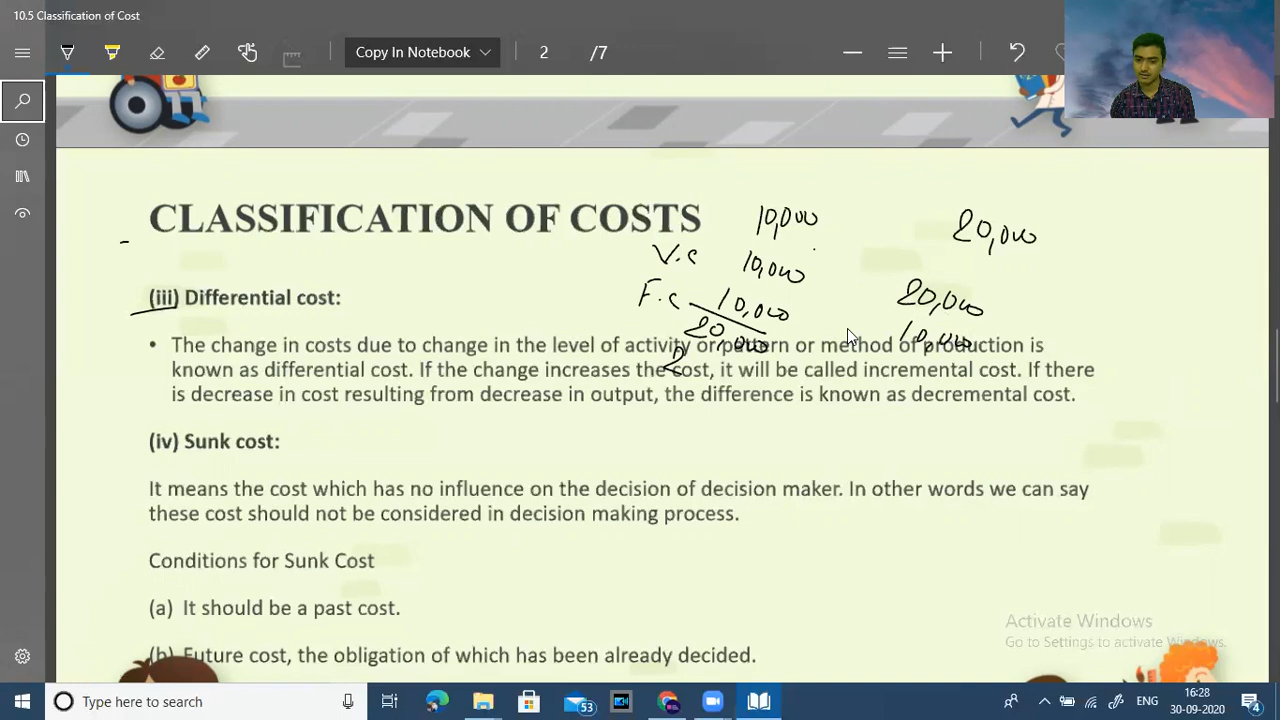 10.5 Classification of Cost
Copy In Notebook
2 /7
CLASSIFICATION OF COSTS
10,000 20,000
V.C 10,000 20,000
F.C 10,000 10,000
20,000
2
(iii) Differential cost:
• The change in costs due to change in the level of activity or pattern or method of production is
known as differential cost. If the change increases the cost, it will be called incremental cost. If there
is decrease in cost resulting from decrease in output, the difference is known as decremental cost.
(iv) Sunk cost:
It means the cost which has no influence on the decision of decision maker. In other words we can say
these cost should not be considered in decision making process.
Conditions for Sunk Cost
(a) It should be a past cost.
(b) Future cost, the obligation of which has been already decided.
Activate Windows
Go to Settings to activate Windows.
Type here to search
53
ENG
16:28
30-09-2020
4